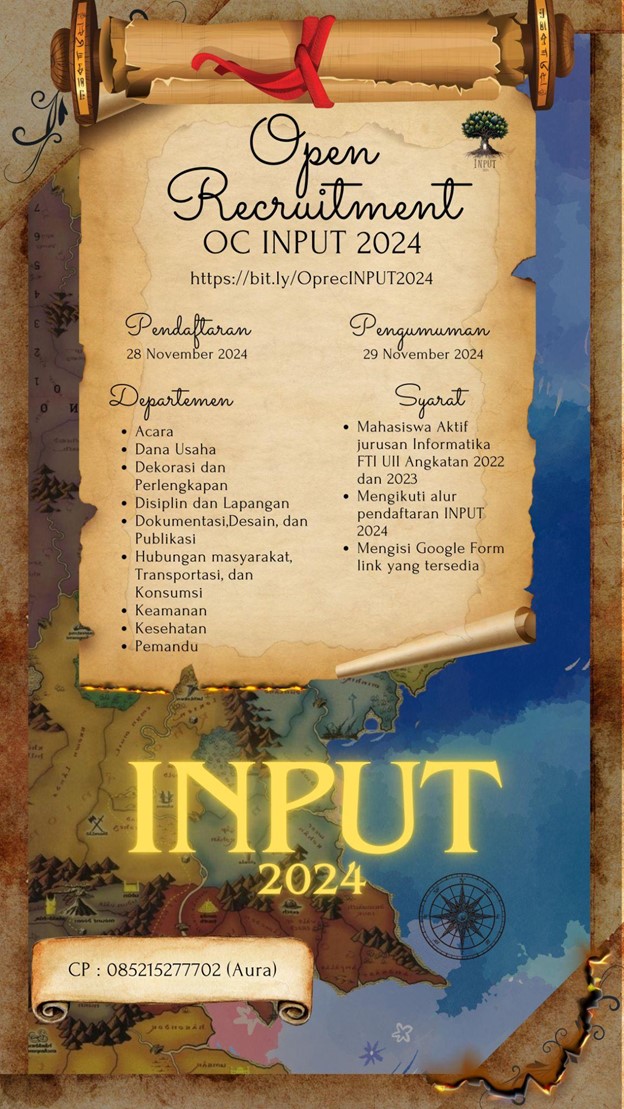 Open
Recruitment
INPUT
OC INPUT 2024
https://bit.ly/OprecINPUT2024
Pendaftaran
28 November 2024
Pengumuman
29 November 2024
Departemen
Acara
Dana Usaha
Dekorasi dan
Perlengkapan
Disiplin dan Lapangan
Dokumentasi,Desain, dan
Publikasi
Hubungan masyarakat,
Transportasi, dan
Konsumsi
Keamanan
Kesehatan
Pemandu
Syarat
Mahasiswa Aktif
jurusan Informatika
FTI UII Angkatan 2022
dan 2023
Mengikuti alur
pendaftaran INPUT
2024
Mengisi Google Form
link yang tersedia
INPUT
2024
CP : 085215277702 (Aura)